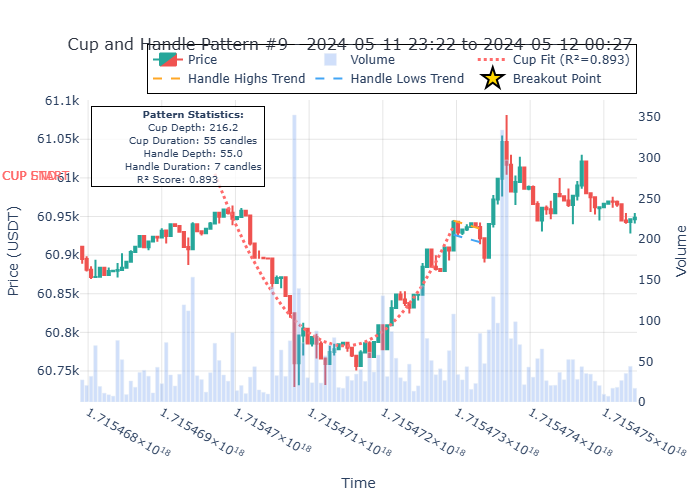 Cup and Handle Pattern #9 - 2024-05-11 23:22 to 2024-05-12 00:27
Price
Volume
Cup Fit (R²=0.893)
Handle Highs Trend
Handle Lows Trend
Breakout Point
Pattern Statistics:
Cup Depth: 216.2
Cup Duration: 55 candles
Handle Depth: 55.0
Handle Duration: 7 candles
R² Score: 0.893
CUP START
61.1k
61.05k
61k
60.95k
60.9k
60.85k
60.8k
60.75k
Price (USDT)
350
300
250
200
150
100
50
0
Volume
1.715468×10¹⁸
1.715469×10¹⁸
1.71547×10¹⁸
1.715471×10¹⁸
1.715472×10¹⁸
1.715473×10¹⁸
1.715474×10¹⁸
1.715475×10¹⁸
Time